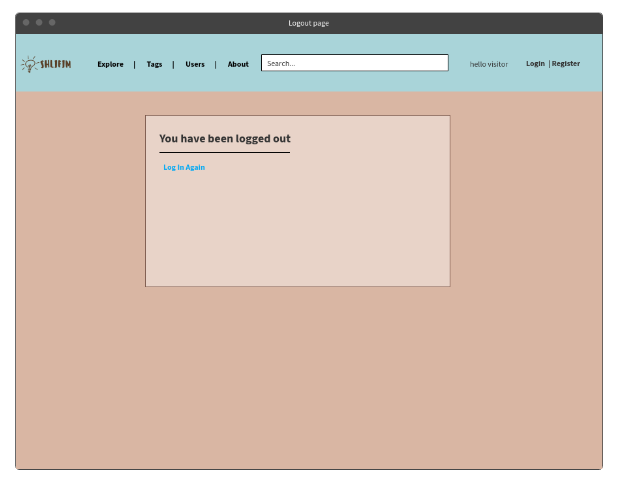 Logout page
SHLIFIM
Explore | Tags | Users | About
Search...
hello visitor
Login | Register
You have been logged out
Log In Again